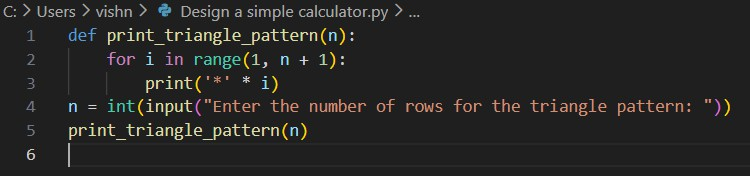 C: > Users > vishn > Design a simple calculator.py > ...
1 def print_triangle_pattern(n):
2     for i in range(1, n + 1):
3         print('*' * i)
4 n = int(input("Enter the number of rows for the triangle pattern: "))
5 print_triangle_pattern(n)
6